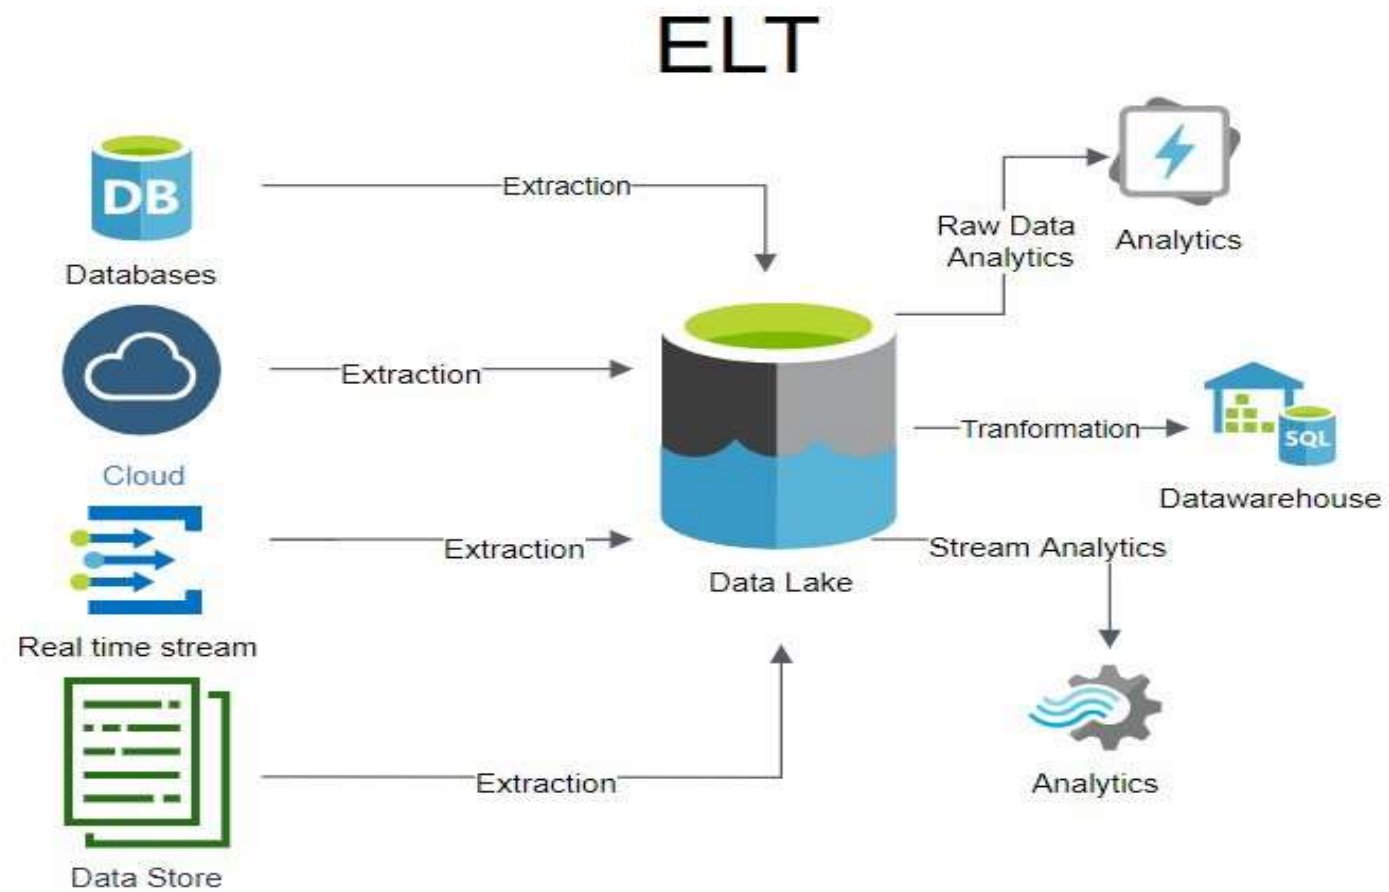 ELT
DB
Databases
Extraction
Cloud
Extraction
Real time stream
Extraction
Data Store
Extraction
Data Lake
Raw Data
Analytics
Analytics
Tranformation
SQL
Datawarehouse
Stream Analytics
Analytics